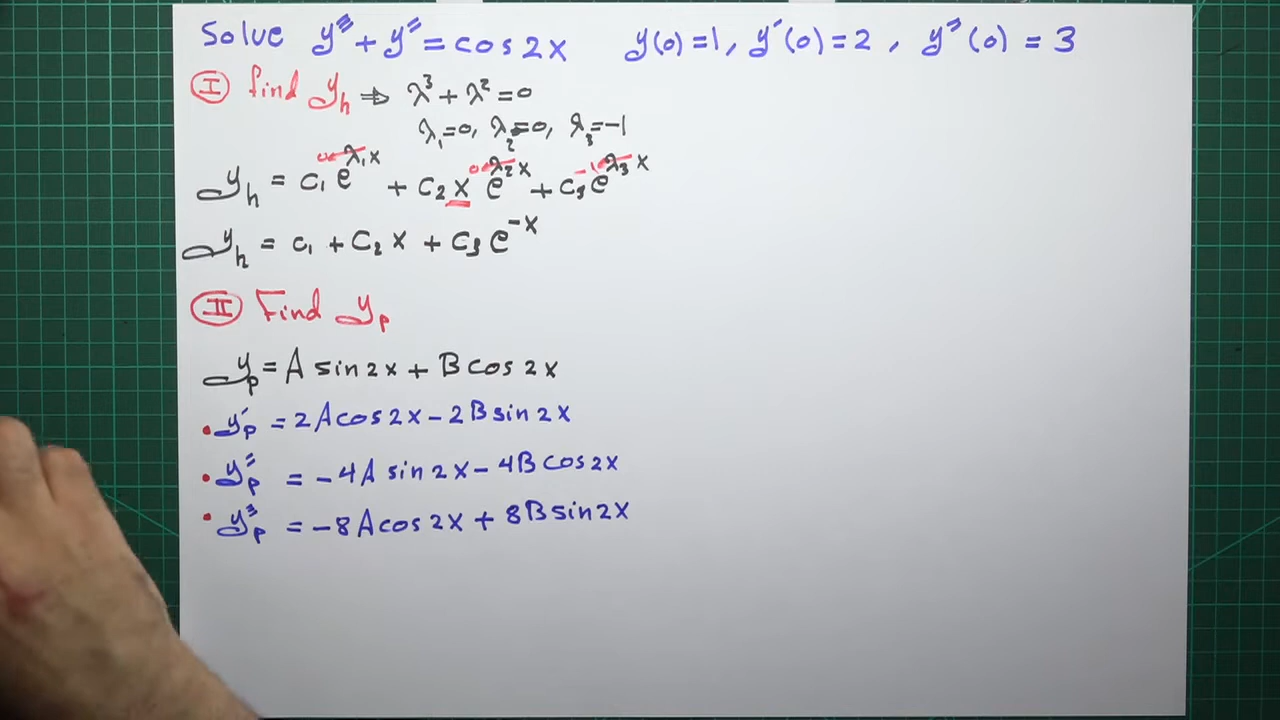 Solve y‴ + y″ = cos 2x y(0) = 1, y′(0) = 2, y″(0) = 3
I find yₕ ⇒ λ³ + λ² = 0
λ₁ = 0, λ₂ = 0, λ₃ = -1
0 0 -1
yₕ = c₁ e^λ₁x + c₂ x e^λ₂x + c₃ e^λ₃x
yₕ = c₁ + c₂ x + c₃ e^-x
II Find yₚ
yₚ = A sin 2x + B cos 2x
• y′ₚ = 2A cos 2x - 2B sin 2x
• y″ₚ = -4A sin 2x - 4B cos 2x
• y‴ₚ = -8A cos 2x + 8B sin 2x